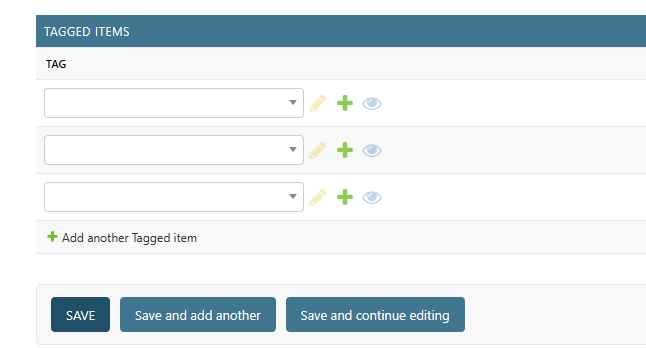 TAGGED ITEMS
TAG
Add another Tagged item
SAVE Save and add another Save and continue editing